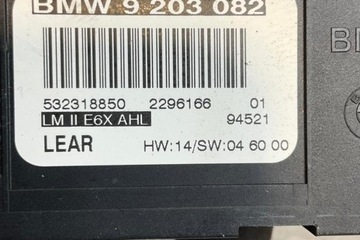 BMW 9 203 082
532318850 2296166 01
LM II E6X AHL 94521
LEAR HW:14/SW:04 60 00